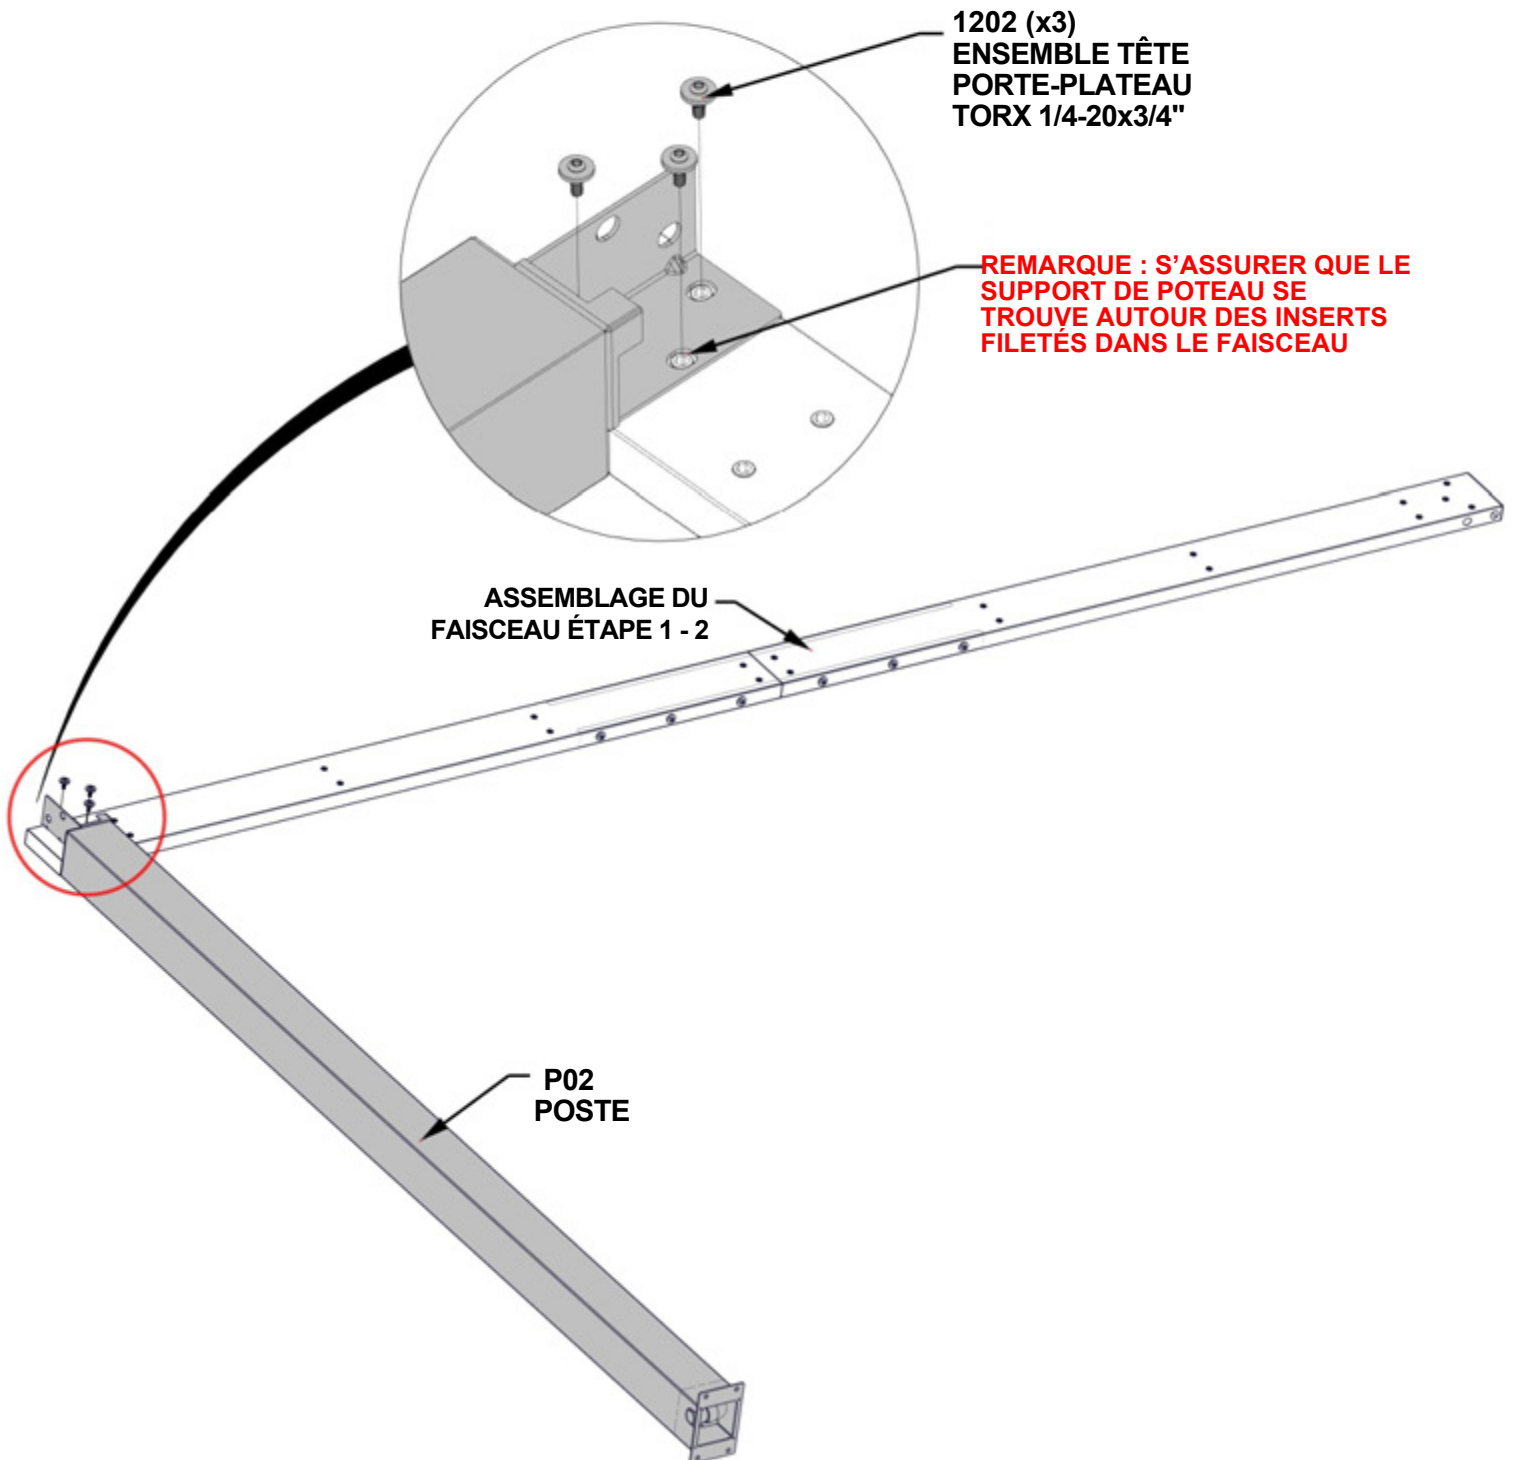 1202 (x3)
ENSEMBLE TÊTE
PORTE-PLATEAU
TORX 1/4-20x3/4"
REMARQUE : S’ASSURER QUE LE
SUPPORT DE POTEAU SE
TROUVE AUTOUR DES INSERTS
FILETÉS DANS LE FAISCEAU
ASSEMBLAGE DU
FAISCEAU ÉTAPE 1 - 2
P02
POSTE